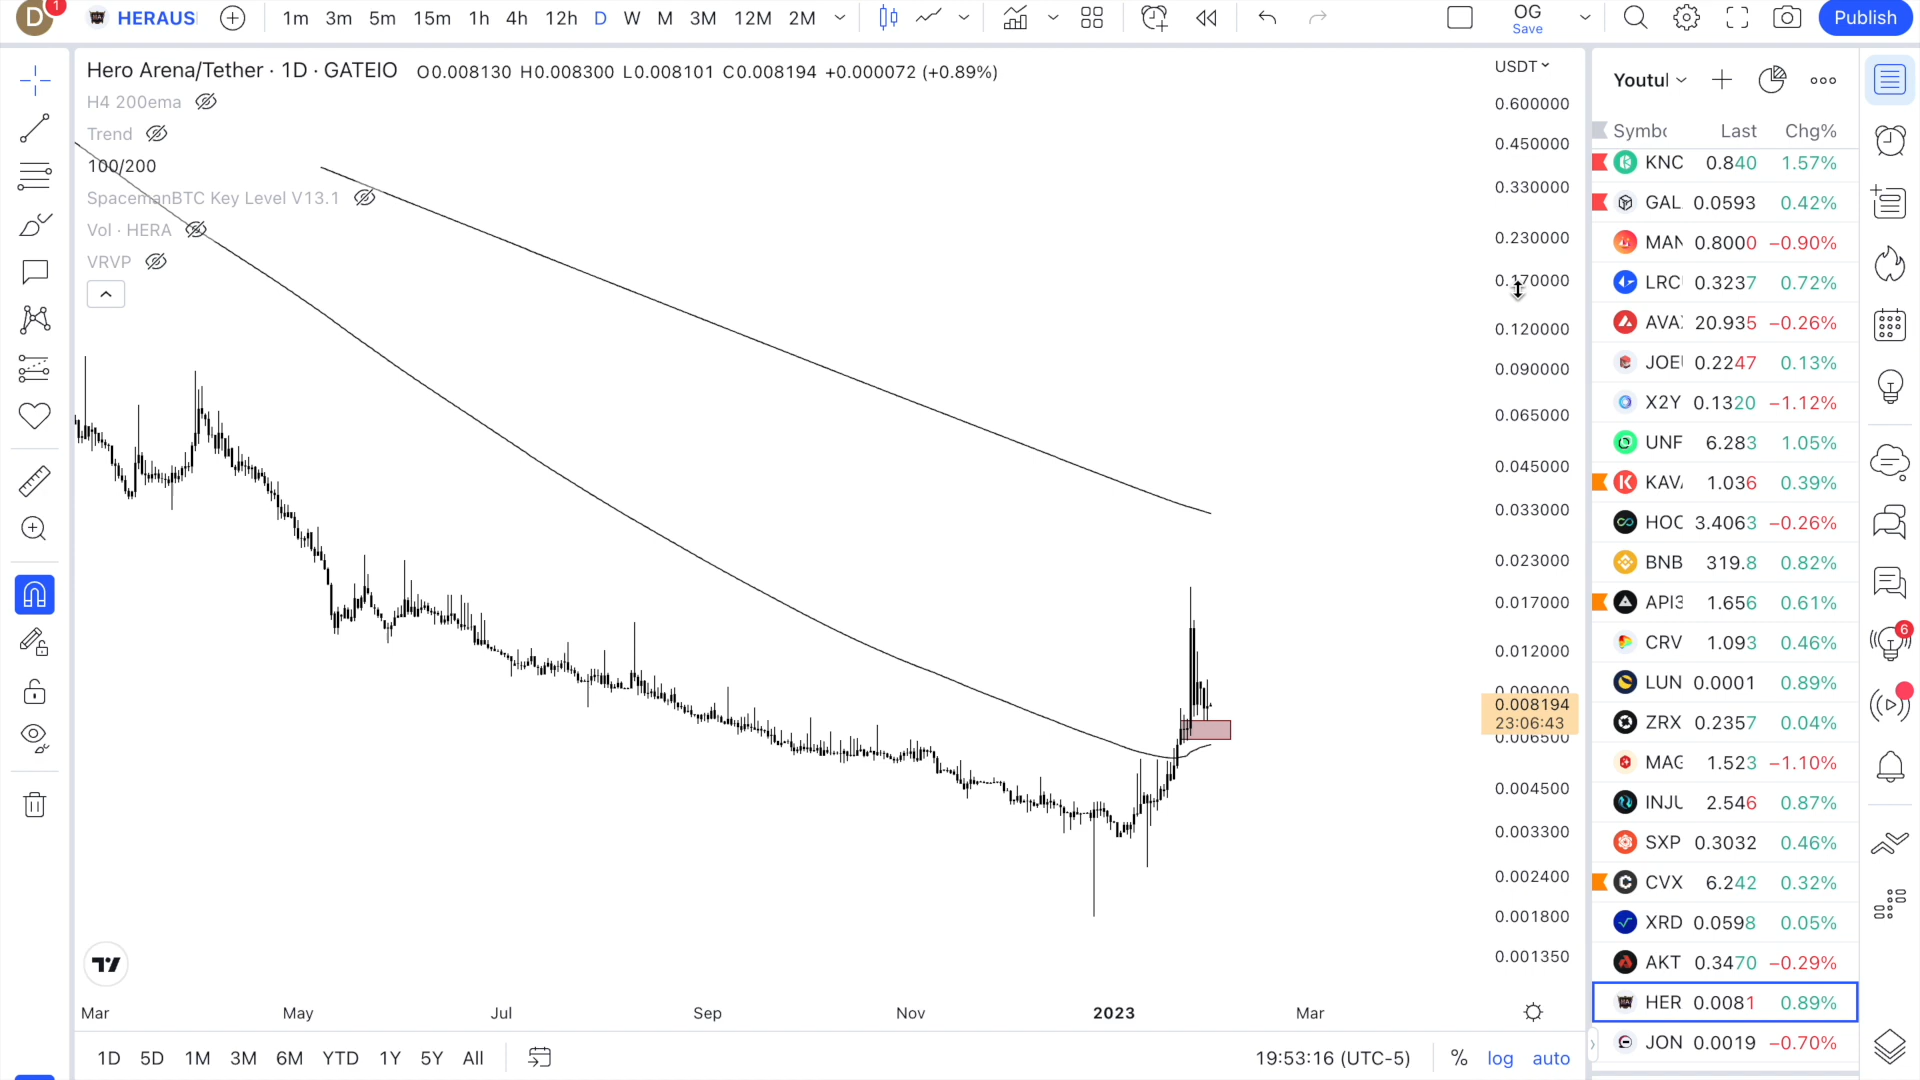 D 1 HERAUS 1m 3m 5m 15m 1h 4h 12h D W M 3M 12M 2M OG Save Publish
Hero Arena/Tether · 1D · GATEIO O0.008130 H0.008300 L0.008101 C0.008194 +0.000072 (+0.89%)
H4 200ema
Trend
100/200
SpacemanBTC Key Level V13.1
Vol · HERA
VRVP
USDT
0.600000
0.450000
0.330000
0.230000
0.170000
0.120000
0.090000
0.065000
0.045000
0.033000
0.023000
0.017000
0.012000
0.009000
0.008194
23:06:43
0.006500
0.004500
0.003300
0.002400
0.001800
0.001350
Mar May Jul Sep Nov 2023 Mar
1D 5D 1M 3M 6M YTD 1Y 5Y All 19:53:16 (UTC-5) % log auto
Youtul
Symbo Last Chg%
KNC 0.840 1.57%
GAL 0.0593 0.42%
MAN 0.8000 −0.90%
LRC 0.3237 0.72%
AVA 20.935 −0.26%
JOE 0.2247 0.13%
X2Y 0.1320 −1.12%
UNF 6.283 1.05%
KAV 1.036 0.39%
HOC 3.4063 −0.26%
BNB 319.8 0.82%
API3 1.656 0.61%
CRV 1.093 0.46%
LUN 0.0001 0.89%
ZRX 0.2357 0.04%
MAG 1.523 −1.10%
INJU 2.546 0.87%
SXP 0.3032 0.46%
CVX 6.242 0.32%
XRD 0.0598 0.05%
AKT 0.3470 −0.29%
HER 0.0081 0.89%
JON 0.0019 −0.70%
6